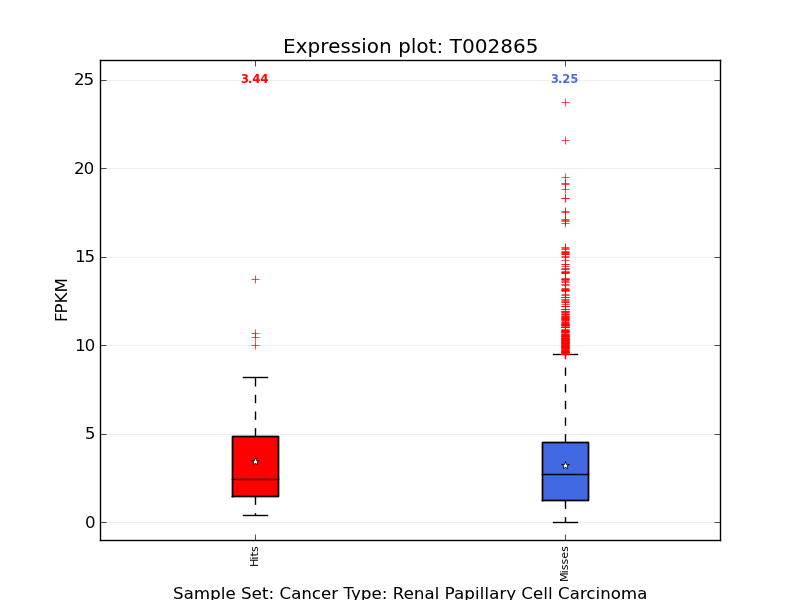 Expression plot: T002865
3.44
3.25
25
20
15
10
5
0
FPKM
Hits
Misses
Sample Set: Cancer Type: Renal Papillary Cell Carcinoma